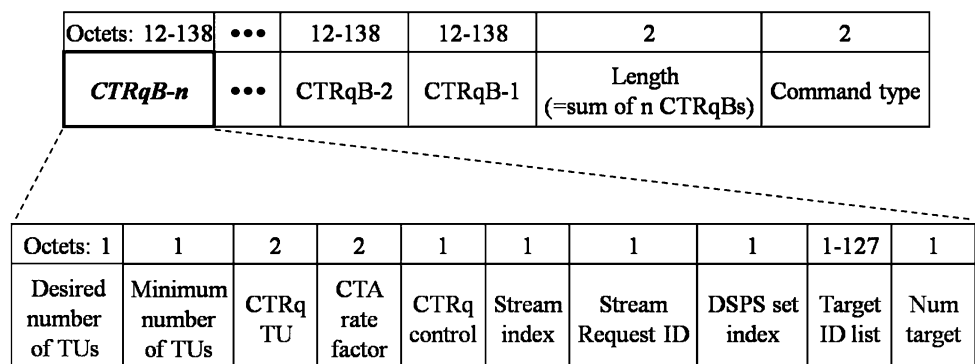 Octets: 12-138 ••• 12-138 12-138 2 2
CTRqB-n ••• CTRqB-2 CTRqB-1 Length (=sum of n CTRqBs) Command type
Octets: 1 1 2 2 1 1 1 1 1-127 1
Desired number of TUs Minimum number of TUs CTRq TU CTA rate factor CTRq control Stream index Stream Request ID DSPS set index Target ID list Num target